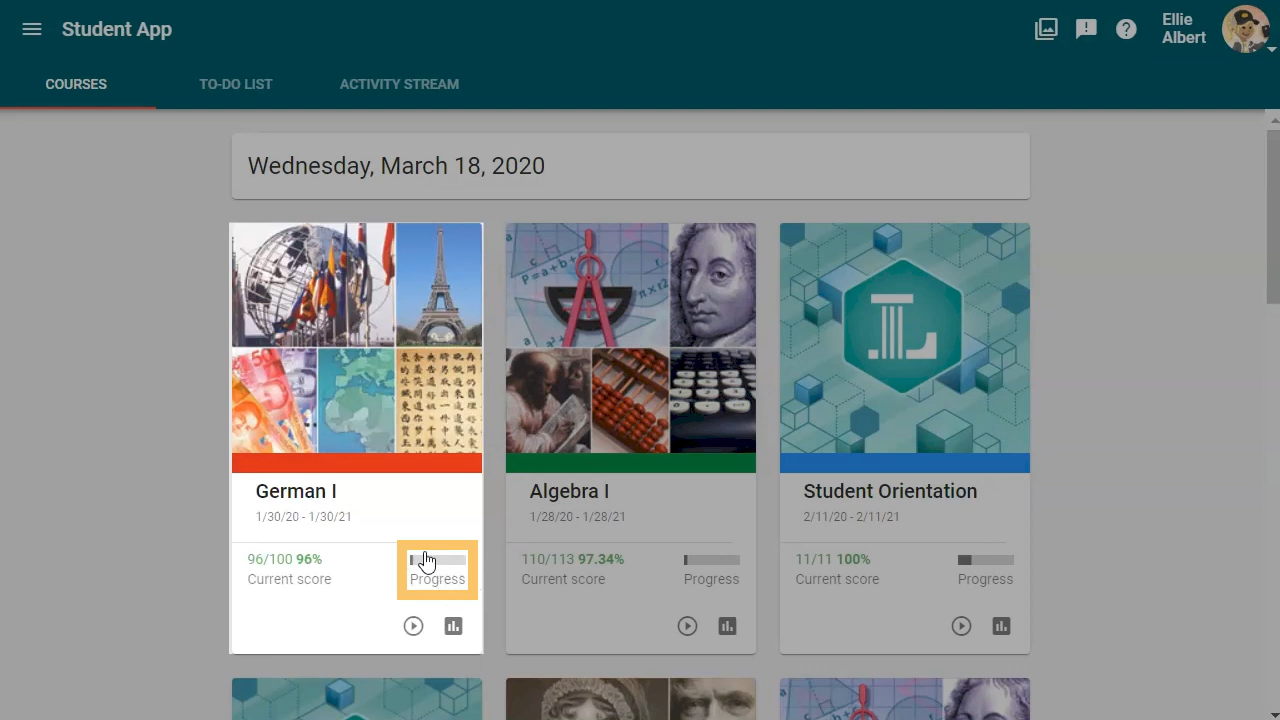 Student App
Ellie
Albert
COURSES
TO-DO LIST
ACTIVITY STREAM
Wednesday, March 18, 2020
German I
1/30/20 - 1/30/21
96/100 96%
Current score
Progress
P=a+b+
nxr2
Algebra I
1/28/20 - 1/28/21
110/113 97.34%
Current score
Progress
L
Student Orientation
2/11/20 - 2/11/21
11/11 100%
Current score
Progress